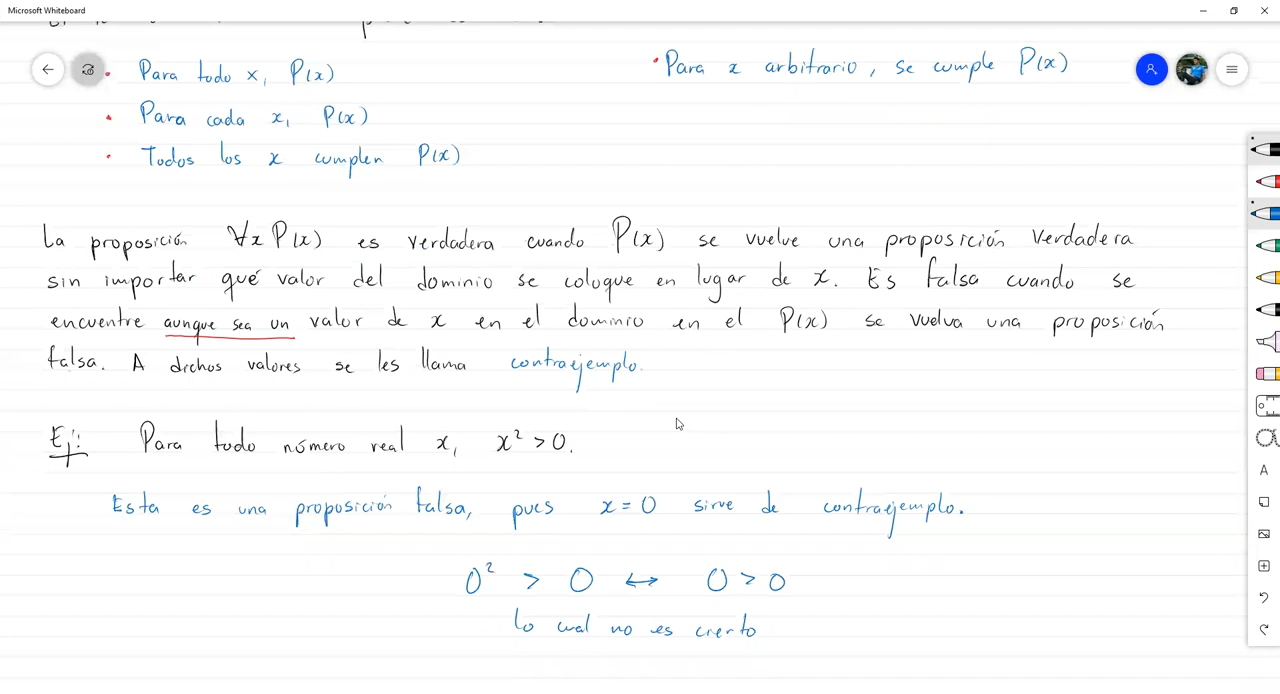 Microsoft Whiteboard
Para todo x, P(x)
Para x arbitrario, se cumple P(x)
Para cada x, P(x)
Todos los x cumplen P(x)
La proposición ∀x P(x) es verdadera cuando P(x) se vuelve una proposición verdadera
sin importar qué valor del dominio se coloque en lugar de x. Es falsa cuando se
encuentre aunque sea un valor de x en el dominio en el P(x) se vuelva una proposición
falsa. A dichos valores se les llama contraejemplo.
Ej: Para todo número real x, x² > 0.
Esta es una proposición falsa, pues x = 0 sirve de contraejemplo.
0² > 0 ↔ 0 > 0
lo cual no es cierto